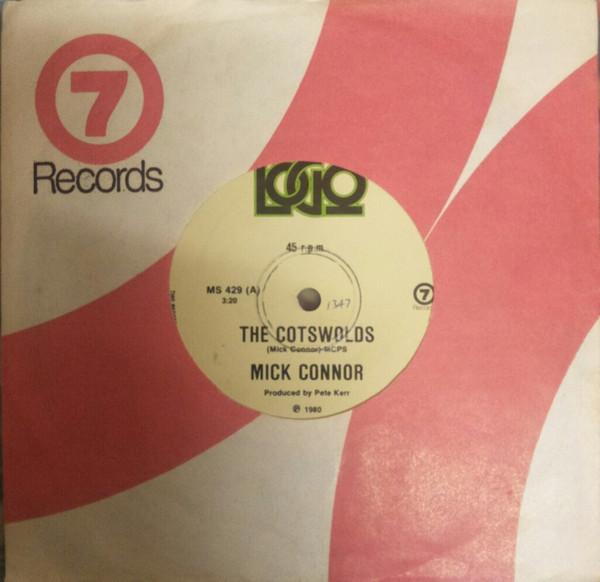 7
Records
LOGO
45 r.p.m.
MS 429 (A)
3:20
1347
7
Records
THE COTSWOLDS
(Mick Connor) MCPS
MICK CONNOR
Produced by Pete Kerr
℗ 1980